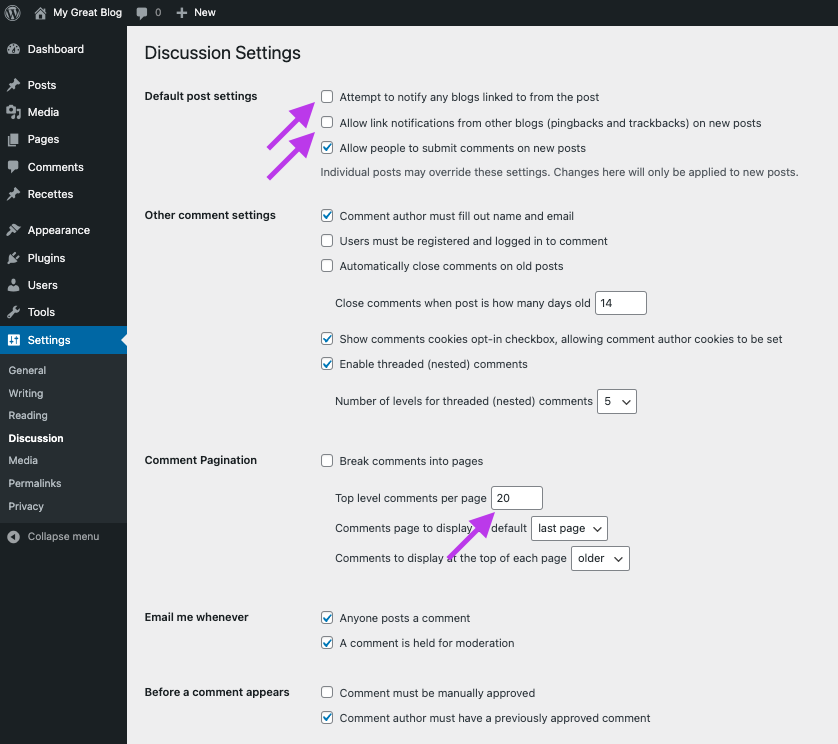 My Great Blog 0 New
Dashboard
Posts
Media
Pages
Comments
Recettes
Appearance
Plugins
Users
Tools
Settings
General
Writing
Reading
Discussion
Media
Permalinks
Privacy
Collapse menu
Discussion Settings
Default post settings
Attempt to notify any blogs linked to from the post
Allow link notifications from other blogs (pingbacks and trackbacks) on new posts
Allow people to submit comments on new posts
Individual posts may override these settings. Changes here will only be applied to new posts.
Other comment settings
Comment author must fill out name and email
Users must be registered and logged in to comment
Automatically close comments on old posts
Close comments when post is how many days old 14
Show comments cookies opt-in checkbox, allowing comment author cookies to be set
Enable threaded (nested) comments
Number of levels for threaded (nested) comments 5
Comment Pagination
Break comments into pages
Top level comments per page 20
Comments page to display default last page
Comments to display at the top of each page older
Email me whenever
Anyone posts a comment
A comment is held for moderation
Before a comment appears
Comment must be manually approved
Comment author must have a previously approved comment